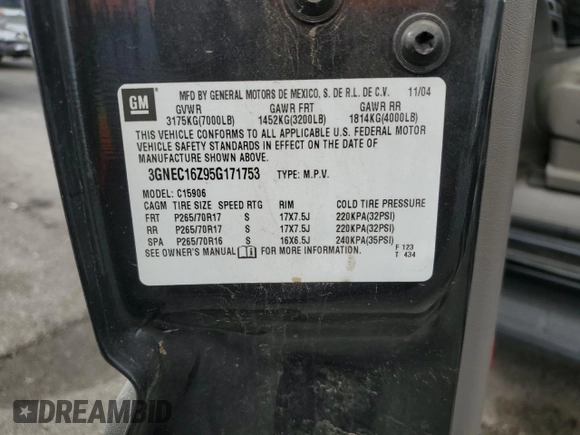 GM
MFD BY GENERAL MOTORS DE MEXICO, S. DE R.L. DE C.V. 11/04
GVWR GAWR FRT GAWR RR
3175KG(7000LB) 1452KG(3200LB) 1814KG(4000LB)
THIS VEHICLE CONFORMS TO ALL APPLICABLE U.S. FEDERAL MOTOR
VEHICLE SAFETY STANDARDS IN EFFECT ON THE DATE OF
MANUFACTURE SHOWN ABOVE.
3GNEC16Z95G171753 TYPE: M.P.V.
MODEL: C15906
CAGM TIRE SIZE SPEED RTG RIM COLD TIRE PRESSURE
FRT P265/70R17 S 17X7.5J 220KPA(32PSI)
RR P265/70R17 S 17X7.5J 220KPA(32PSI)
SPA P265/70R16 S 16X6.5J 240KPA(35PSI)
SEE OWNER'S MANUAL FOR MORE INFORMATION.
F 123
T 434
DREAMBID